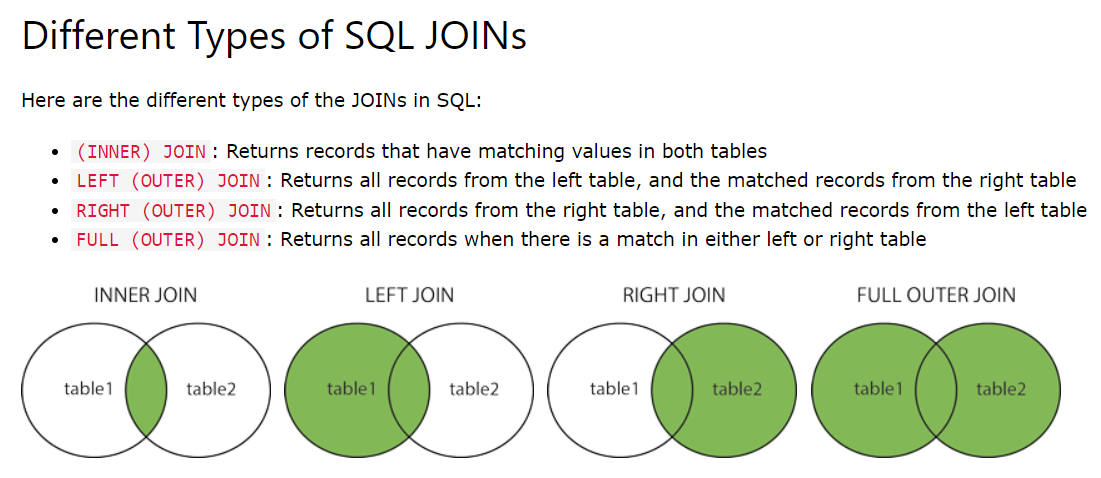 Different Types of SQL JOINs
Here are the different types of the JOINs in SQL:
• (INNER) JOIN: Returns records that have matching values in both tables
• LEFT (OUTER) JOIN: Returns all records from the left table, and the matched records from the right table
• RIGHT (OUTER) JOIN: Returns all records from the right table, and the matched records from the left table
• FULL (OUTER) JOIN: Returns all records when there is a match in either left or right table
INNER JOIN LEFT JOIN RIGHT JOIN FULL OUTER JOIN
table1 table2 table1 table2 table1 table2 table1 table2